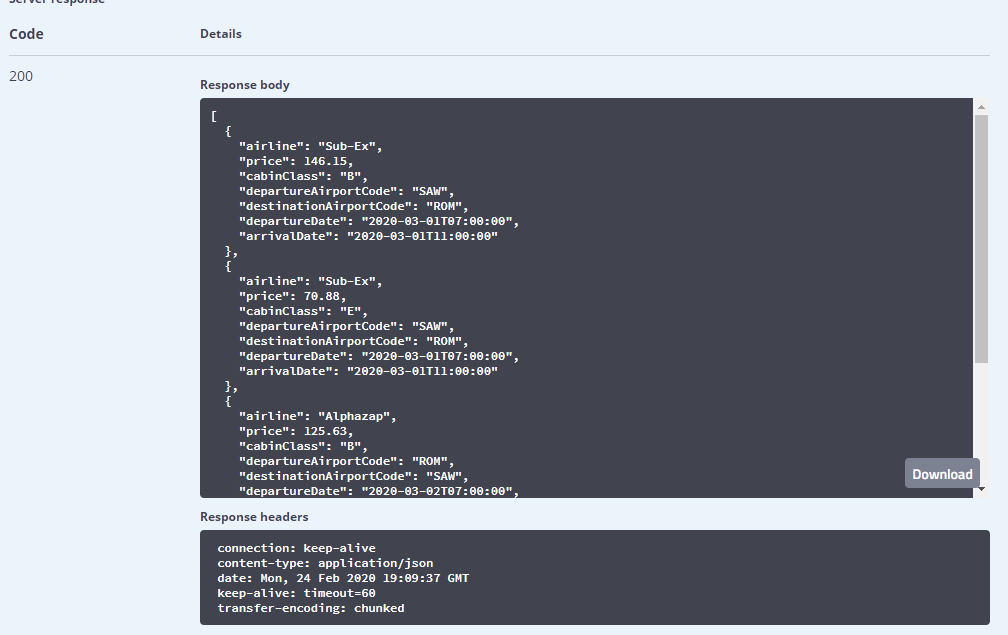 Server response
Code Details
200
Response body
[
  {
    "airline": "Sub-Ex",
    "price": 146.15,
    "cabinClass": "B",
    "departureAirportCode": "SAW",
    "destinationAirportCode": "ROM",
    "departureDate": "2020-03-01T07:00:00",
    "arrivalDate": "2020-03-01T11:00:00"
  },
  {
    "airline": "Sub-Ex",
    "price": 70.88,
    "cabinClass": "E",
    "departureAirportCode": "SAW",
    "destinationAirportCode": "ROM",
    "departureDate": "2020-03-01T07:00:00",
    "arrivalDate": "2020-03-01T11:00:00"
  },
  {
    "airline": "Alphazap",
    "price": 125.63,
    "cabinClass": "B",
    "departureAirportCode": "ROM",
    "destinationAirportCode": "SAW",
    "departureDate": "2020-03-02T07:00:00",
Download
Response headers
connection: keep-alive
content-type: application/json
date: Mon, 24 Feb 2020 19:09:37 GMT
keep-alive: timeout=60
transfer-encoding: chunked